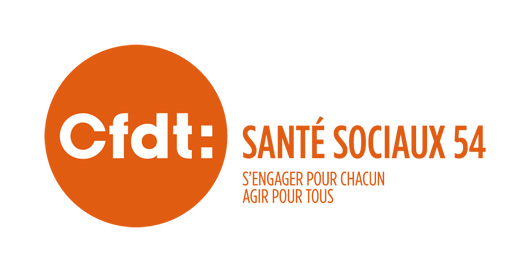 Cfdt:
SANTÉ SOCIAUX 54
S'ENGAGER POUR CHACUN
AGIR POUR TOUS